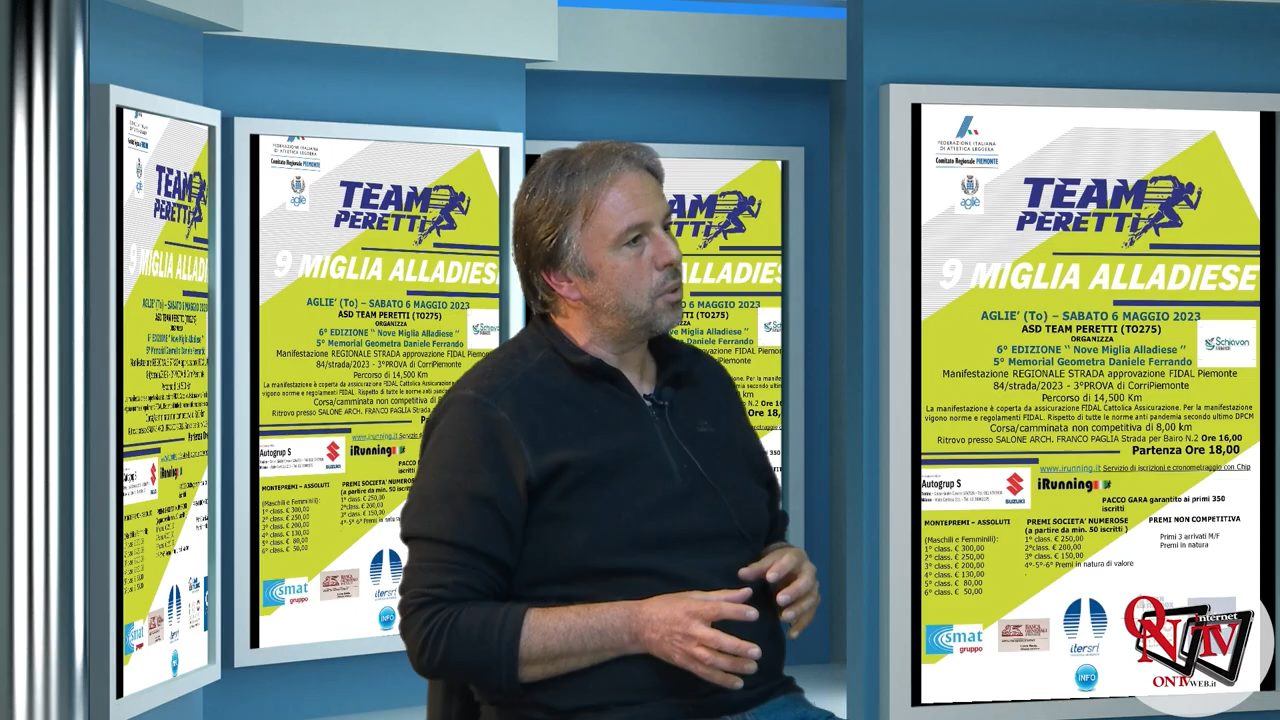 FEDERAZIONE ITALIANA
DI ATLETICA LEGGERA
Comitato Regionale PIEMONTE
agliè
TEAM
PERETTI
9 MIGLIA ALLADIESE
AGLIE' (To) – SABATO 6 MAGGIO 2023
ASD TEAM PERETTI (TO275)
ORGANIZZA
6° EDIZIONE " Nove Miglia Alladiese "
5° Memorial Geometra Daniele Ferrando
Schiavon
Manifestazione REGIONALE STRADA approvazione FIDAL Piemonte
84/strada/2023 - 3°PROVA di CorriPiemonte
Percorso di 14,500 Km
La manifestazione è coperta da assicurazione FIDAL Cattolica Assicurazione. Per la manifestazione
vigono norme e regolamenti FIDAL. Rispetto di tutte le norme anti pandemia secondo ultimo DPCM
Corsa/camminata non competitiva di 8,00 km
Ritrovo presso SALONE ARCH. FRANCO PAGLIA Strada per Bairo N.2 Ore 16,00
Partenza Ore 18,00
www.irunning.it Servizio di iscrizioni e cronometraggio con Chip
Autogrup S
SUZUKI
iRunning
PACCO GARA garantito ai primi 350
iscritti
MONTEPREMI – ASSOLUTI
(Maschili e Femminili):
1° class. € 300,00
2° class. € 250,00
3° class. € 200,00
4° class. € 130,00
5° class. € 80,00
6° class. € 50,00
PREMI SOCIETA' NUMEROSE
(a partire da min. 50 iscritti )
1° class. € 250,00
2°class. € 200,00
3° class. € 150,00
4°-5°-6° Premi in natura di valore
PREMI NON COMPETITIVA
Primi 3 arrivati M/F
Premi in natura
smat
gruppo
BANCA
GENERALI
itersrl
INFO
ON internet TV
ONTVWEB.it